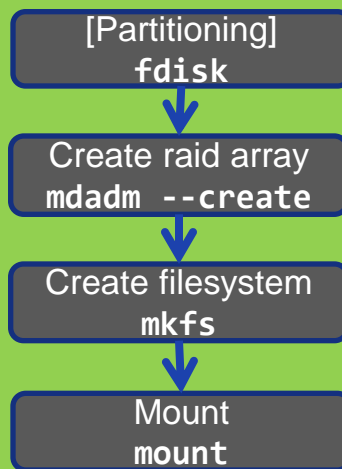 [Partitioning]
fdisk
Create raid array
mdadm --create
Create filesystem
mkfs
Mount
mount